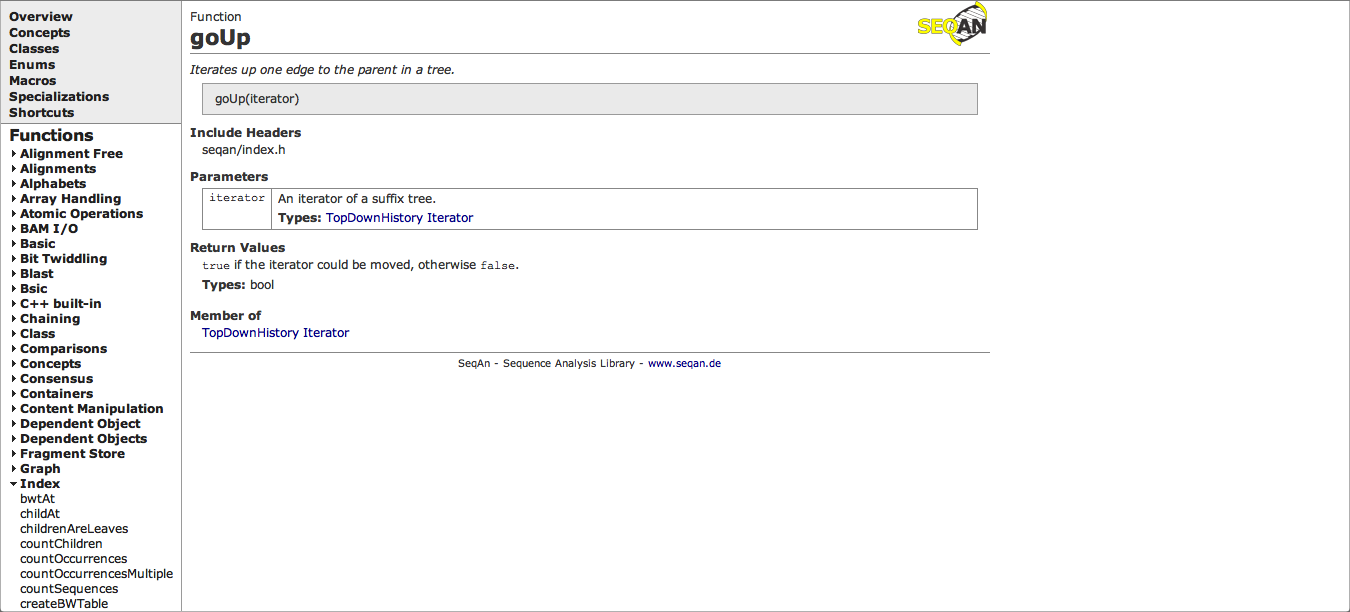 Overview
Concepts
Classes
Enums
Macros
Specializations
Shortcuts
Functions
Alignment Free
Alignments
Alphabets
Array Handling
Atomic Operations
BAM I/O
Basic
Bit Twiddling
Blast
Bsic
C++ built-in
Chaining
Class
Comparisons
Concepts
Consensus
Containers
Content Manipulation
Dependent Object
Dependent Objects
Fragment Store
Graph
Index
bwtAt
childAt
childrenAreLeaves
countChildren
countOccurrences
countOccurrencesMultiple
countSequences
createBWTable
Function
goUp
SEQAN
Iterates up one edge to the parent in a tree.
goUp(iterator)
Include Headers
seqan/index.h
Parameters
iterator An iterator of a suffix tree.
Types: TopDownHistory Iterator
Return Values
true if the iterator could be moved, otherwise false.
Types: bool
Member of
TopDownHistory Iterator
SeqAn - Sequence Analysis Library - www.seqan.de